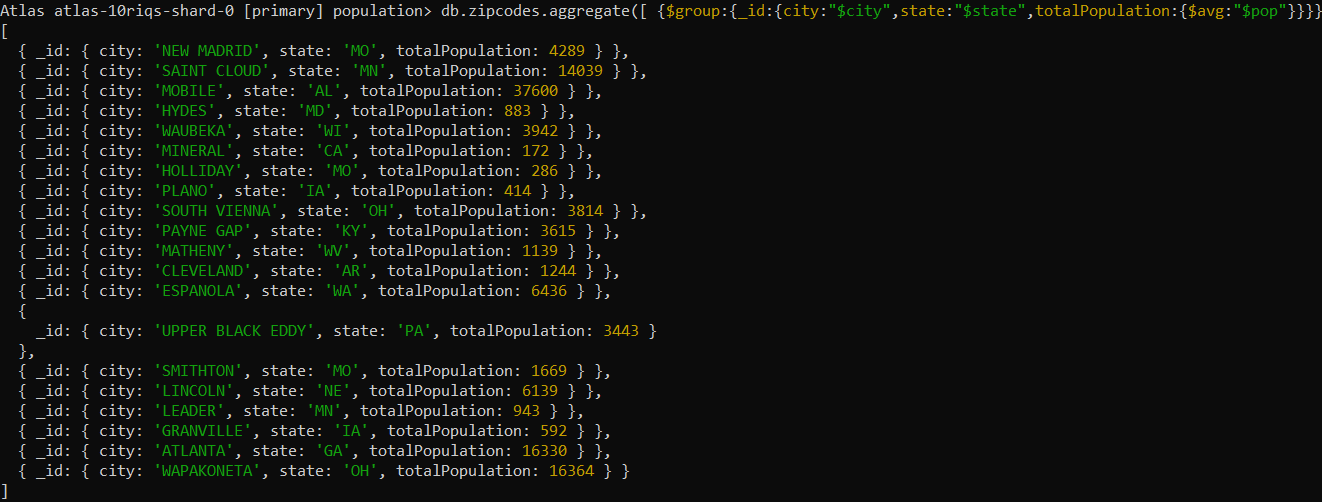 Atlas atlas-10riqs-shard-0 [primary] population> db.zipcodes.aggregate([ {$group:{_id:{city:"$city",state:"$state",totalPopulation:{$avg:"$pop"}}}}
[
  { _id: { city: 'NEW MADRID', state: 'MO', totalPopulation: 4289 } },
  { _id: { city: 'SAINT CLOUD', state: 'MN', totalPopulation: 14039 } },
  { _id: { city: 'MOBILE', state: 'AL', totalPopulation: 37600 } },
  { _id: { city: 'HYDES', state: 'MD', totalPopulation: 883 } },
  { _id: { city: 'WAUBEKA', state: 'WI', totalPopulation: 3942 } },
  { _id: { city: 'MINERAL', state: 'CA', totalPopulation: 172 } },
  { _id: { city: 'HOLLIDAY', state: 'MO', totalPopulation: 286 } },
  { _id: { city: 'PLANO', state: 'IA', totalPopulation: 414 } },
  { _id: { city: 'SOUTH VIENNA', state: 'OH', totalPopulation: 3814 } },
  { _id: { city: 'PAYNE GAP', state: 'KY', totalPopulation: 3615 } },
  { _id: { city: 'MATHENY', state: 'WV', totalPopulation: 1139 } },
  { _id: { city: 'CLEVELAND', state: 'AR', totalPopulation: 1244 } },
  { _id: { city: 'ESPANOLA', state: 'WA', totalPopulation: 6436 } },
  {
    _id: { city: 'UPPER BLACK EDDY', state: 'PA', totalPopulation: 3443 }
  },
  { _id: { city: 'SMITHTON', state: 'MO', totalPopulation: 1669 } },
  { _id: { city: 'LINCOLN', state: 'NE', totalPopulation: 6139 } },
  { _id: { city: 'LEADER', state: 'MN', totalPopulation: 943 } },
  { _id: { city: 'GRANVILLE', state: 'IA', totalPopulation: 592 } },
  { _id: { city: 'ATLANTA', state: 'GA', totalPopulation: 16330 } },
  { _id: { city: 'WAPAKONETA', state: 'OH', totalPopulation: 16364 } }
]